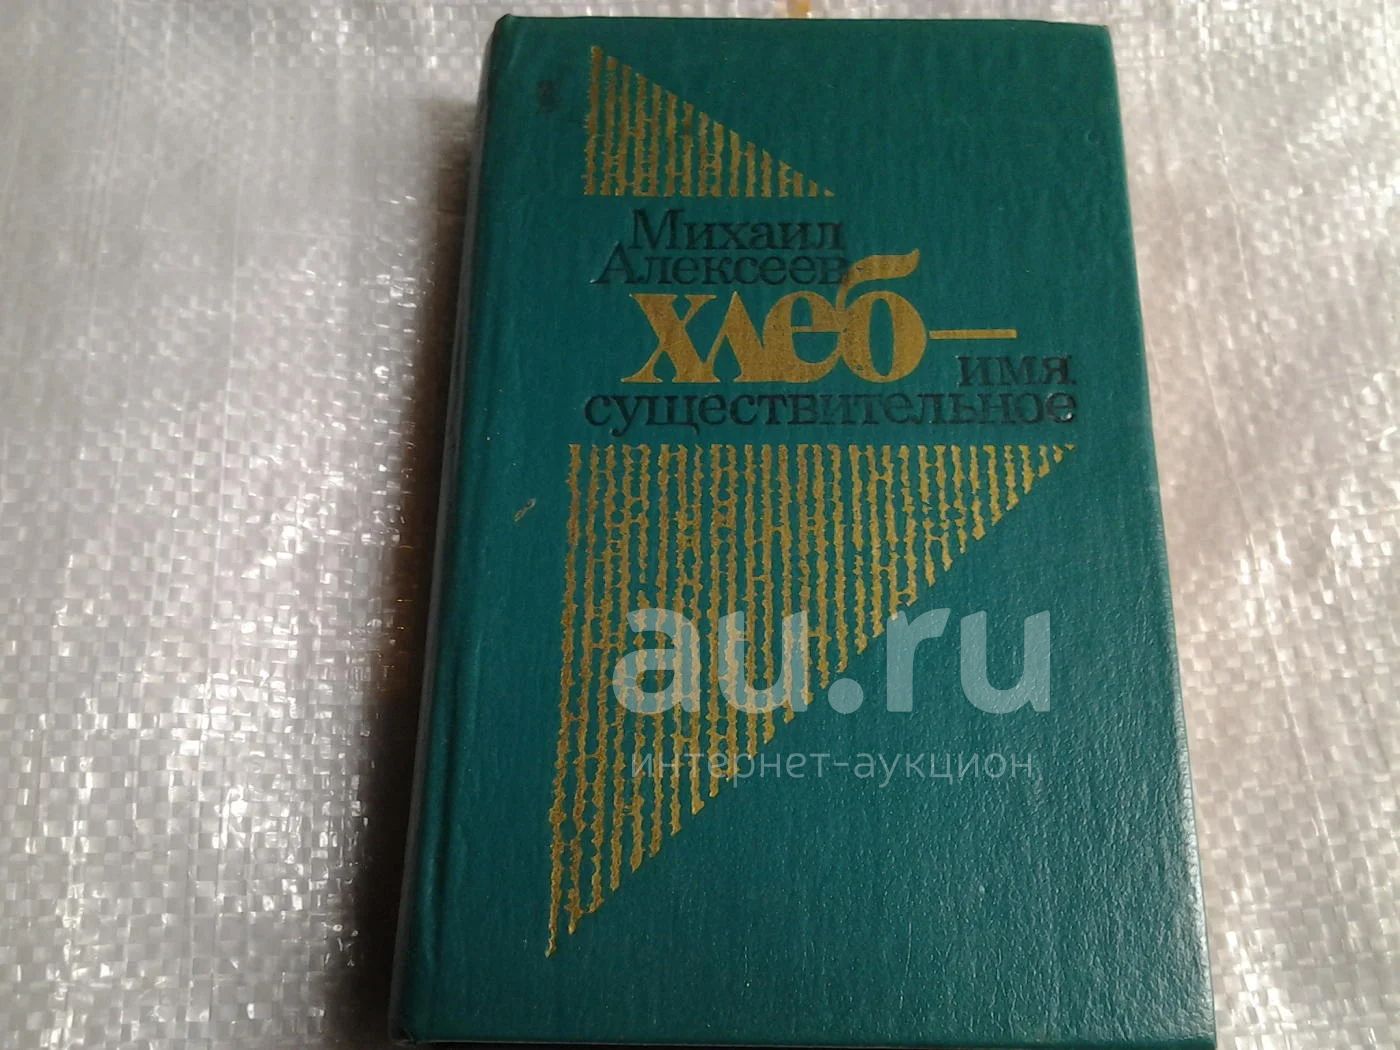 Михаил
Алексеев
хлеб—
имя
существительное
au.ru
интернет-аукцион